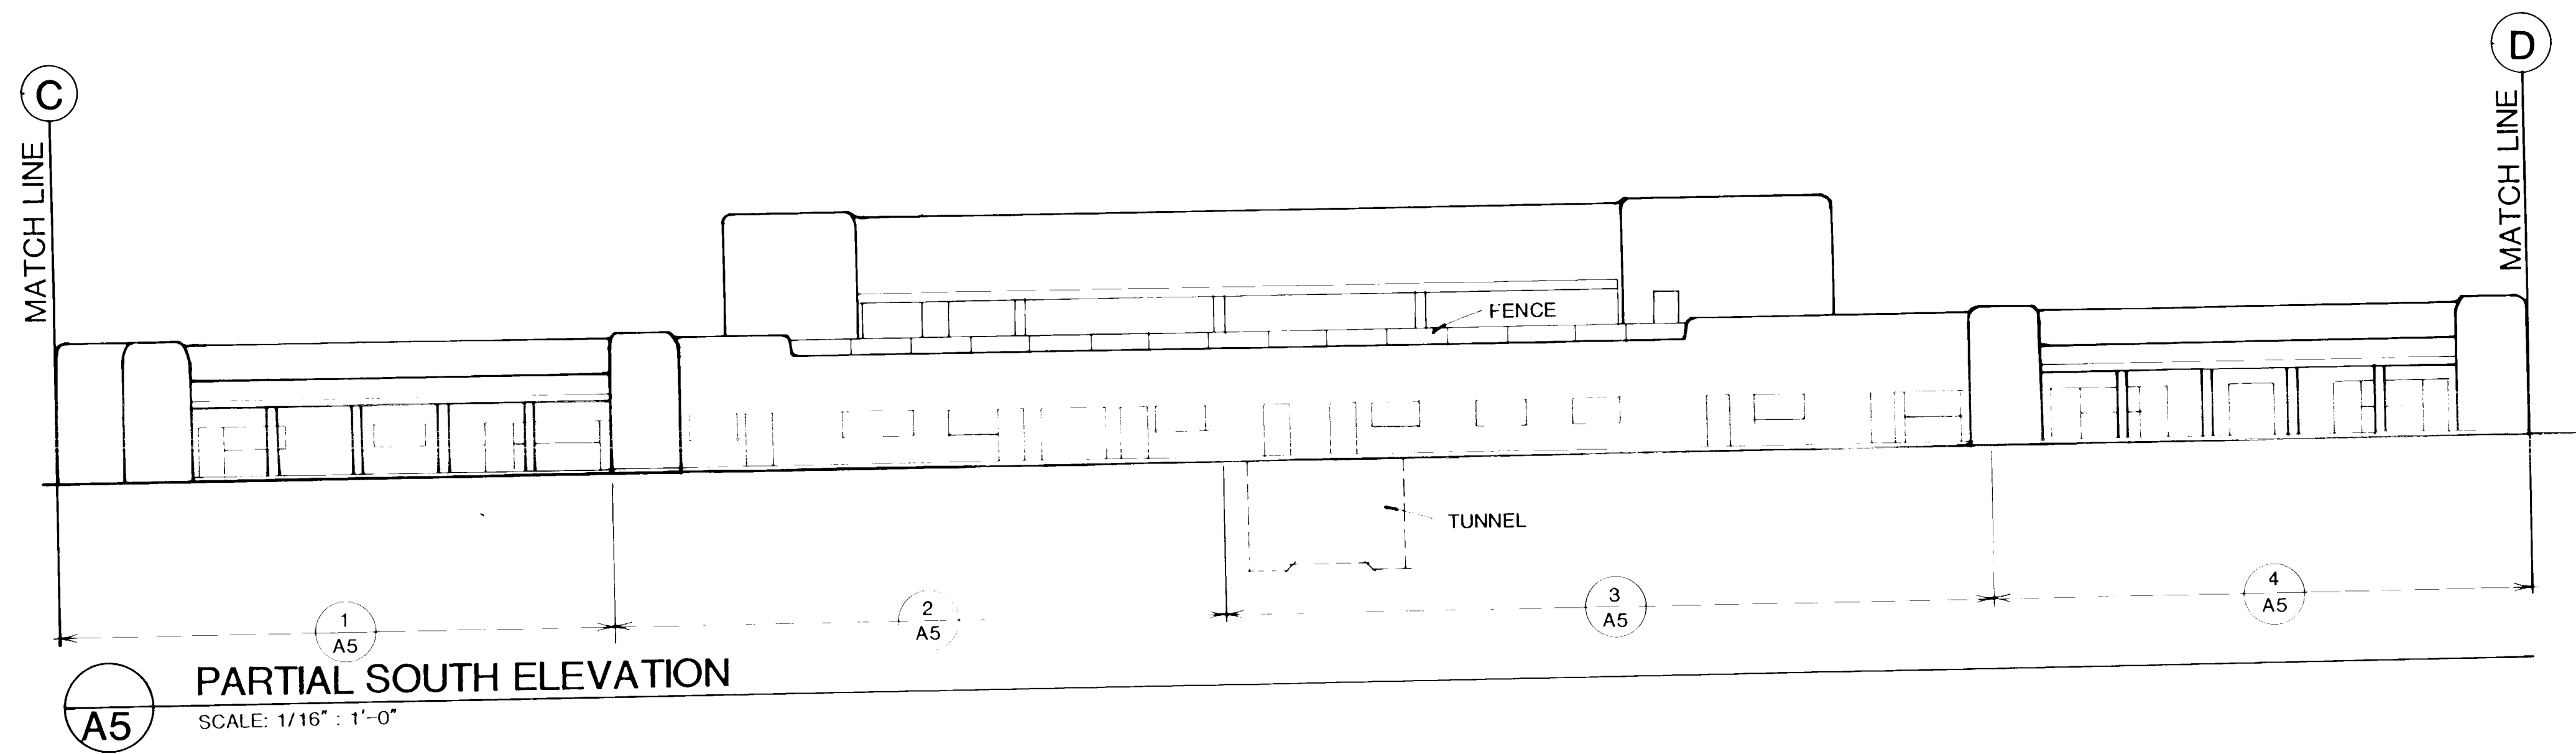 C
D
MATCH LINE
MATCH LINE
FENCE
TUNNEL
1
A5
2
A5
3
A5
4
A5
PARTIAL SOUTH ELEVATION
A5
SCALE: 1/16" : 1'-0"